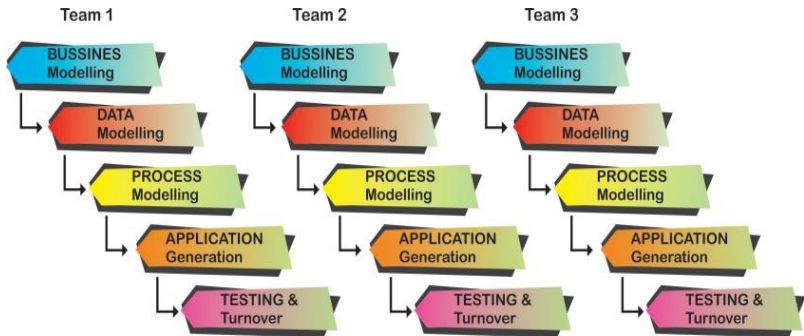 Team 1
Team 2
Team 3
BUSSINES
Modelling
BUSSINES
Modelling
BUSSINES
Modelling
DATA
Modelling
DATA
Modelling
DATA
Modelling
PROCESS
Modelling
PROCESS
Modelling
PROCESS
Modelling
APPLICATION
Generation
APPLICATION
Generation
APPLICATION
Generation
TESTING &
Turnover
TESTING &
Turnover
TESTING &
Turnover